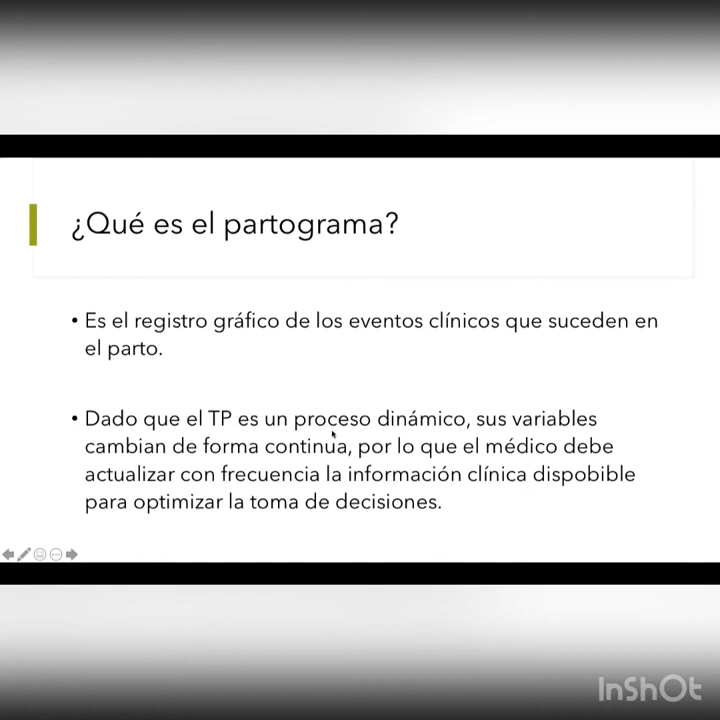 ¿Qué es el partograma?
• Es el registro gráfico de los eventos clínicos que suceden en
el parto.
• Dado que el TP es un proceso dinámico, sus variables
cambian de forma continua, por lo que el médico debe
actualizar con frecuencia la información clínica dispobible
para optimizar la toma de decisiones.
InShOt